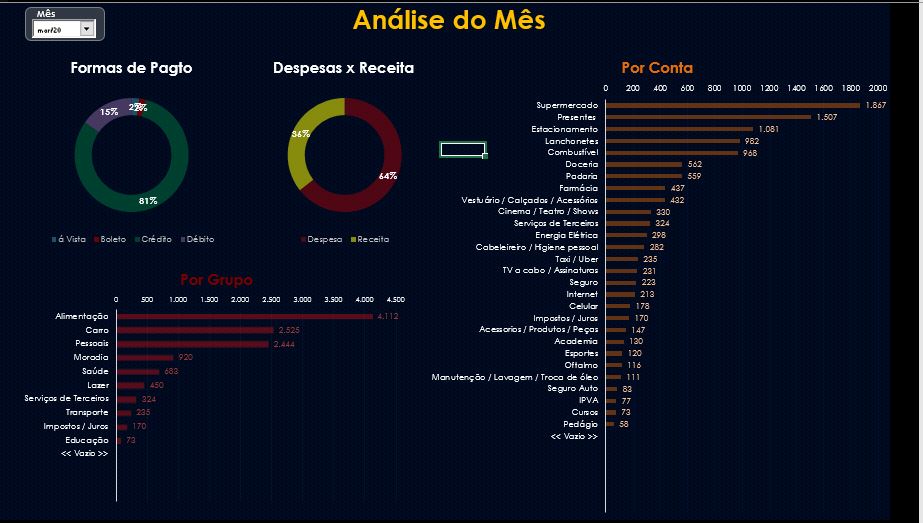 Mês
mar/20
Análise do Mês
Formas de Pagto
15%
2%
2%
81%
á Vista Boleto Crédito Débito
Despesas x Receita
36%
64%
Despesa Receita
Por Grupo
0 500 1.000 1.500 2.000 2.500 3.000 3.500 4.000 4.500
Alimentação 4.112
Carro 2.525
Pessoais 2.444
Moradia 920
Saúde 683
Lazer 450
Serviços de Terceiros 324
Transporte 235
Impostos / Juros 170
Educação 73
<< Vazio >>
Por Conta
0 200 400 600 800 1000 1.200 1.400 1.600 1800 2000
Supermercado 1.867
Presentes 1.507
Estacionamento 1.081
Lanchonetes 982
Combustível 968
Doceria 562
Padaria 559
Farmácia 437
Vestuário / Calçados / Acessórios 432
Cinema / Teatro / Shows 330
Serviços de Terceiros 324
Energia Elétrica 298
Cabeleireiro / Higiene pessoal 282
Taxi / Uber 235
TV a cabo / Assinaturas 231
Seguro 223
Internet 213
Celular 178
Impostos / Juros 170
Acessorios / Produtos / Peças 147
Academia 130
Esportes 120
Oftalmo 116
Manutenção / Lavagem / Troca de óleo 111
Seguro Auto 83
IPVA 77
Cursos 73
Pedágio 58
<< Vazio >>